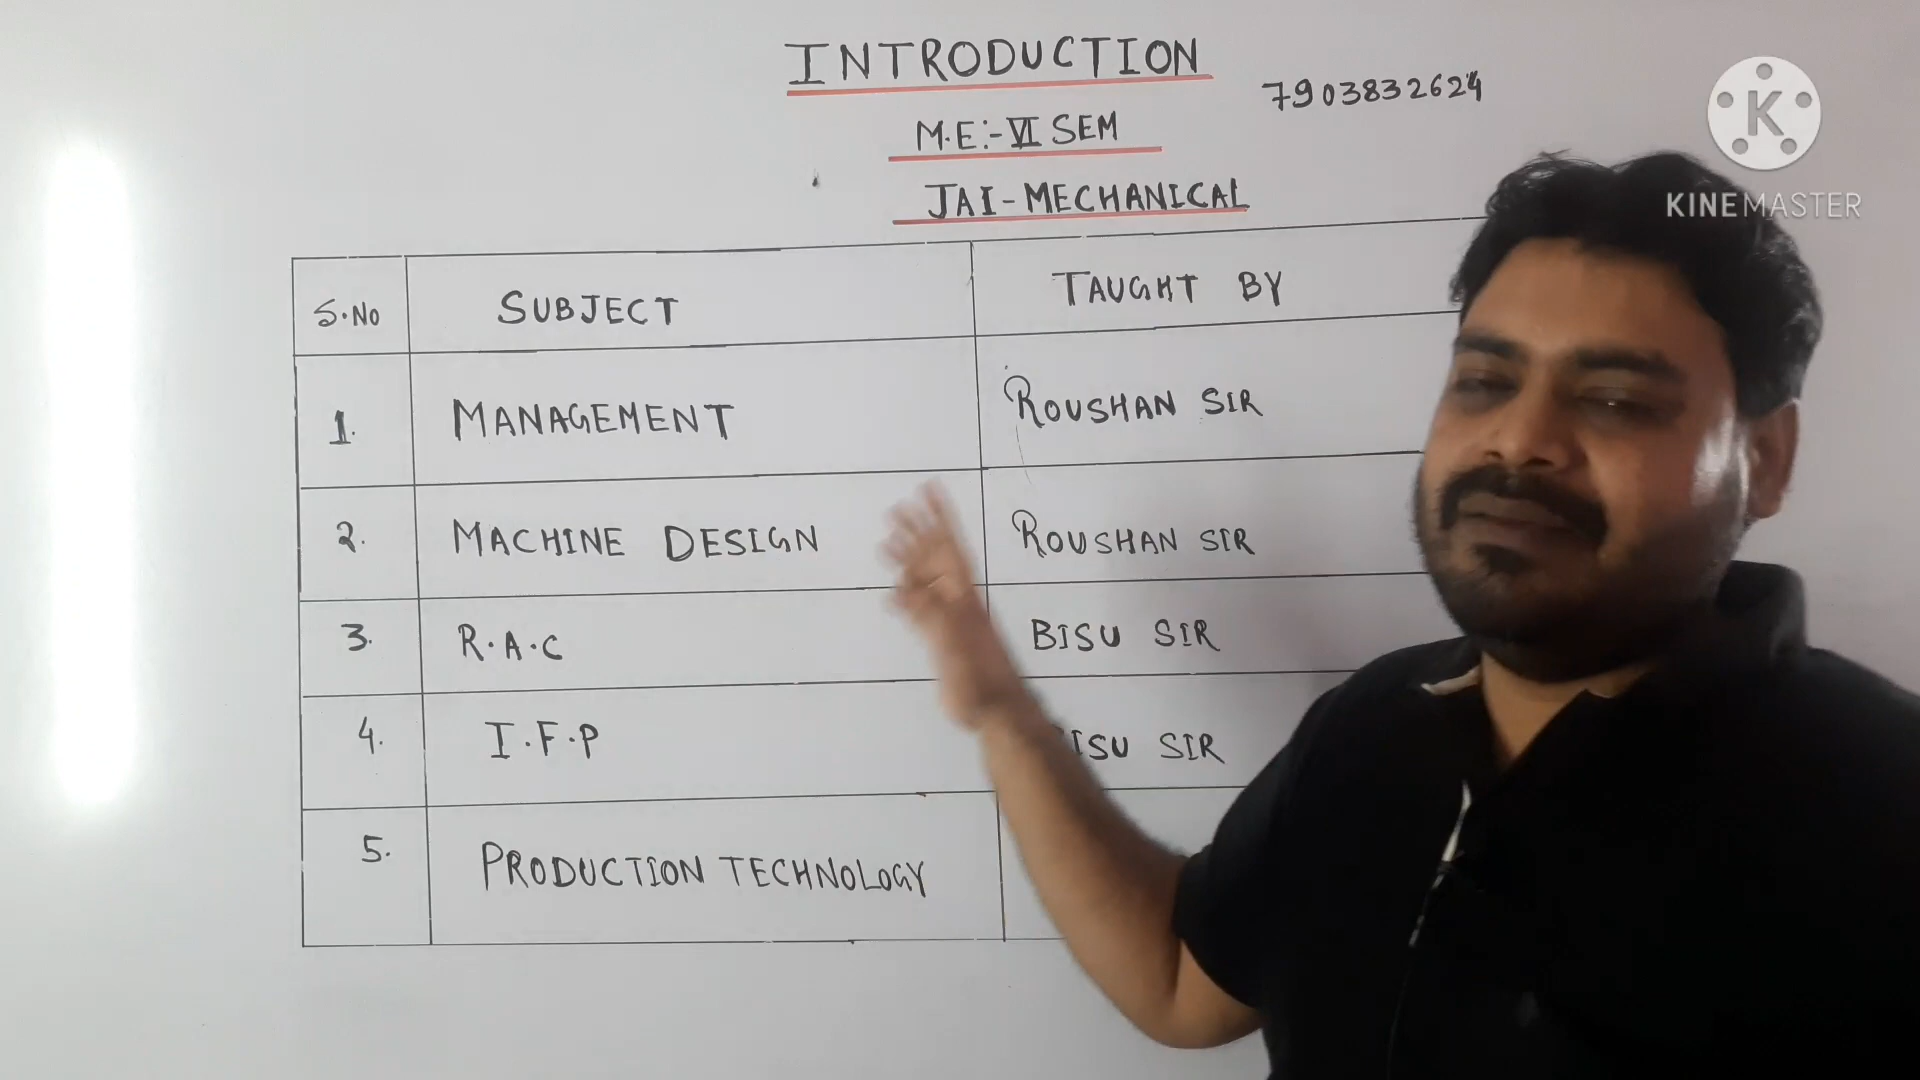 INTRODUCTION
7903832624
M.E:-VI SEM
JAI-MECHANICAL
S.NO SUBJECT TAUGHT BY
1. MANAGEMENT ROUSHAN SIR
2. MACHINE DESIGN ROUSHAN SIR
3. R.A.C BISU SIR
4. I.F.P SIR
5. PRODUCTION TECHNOLOGY
K
KINEMASTER